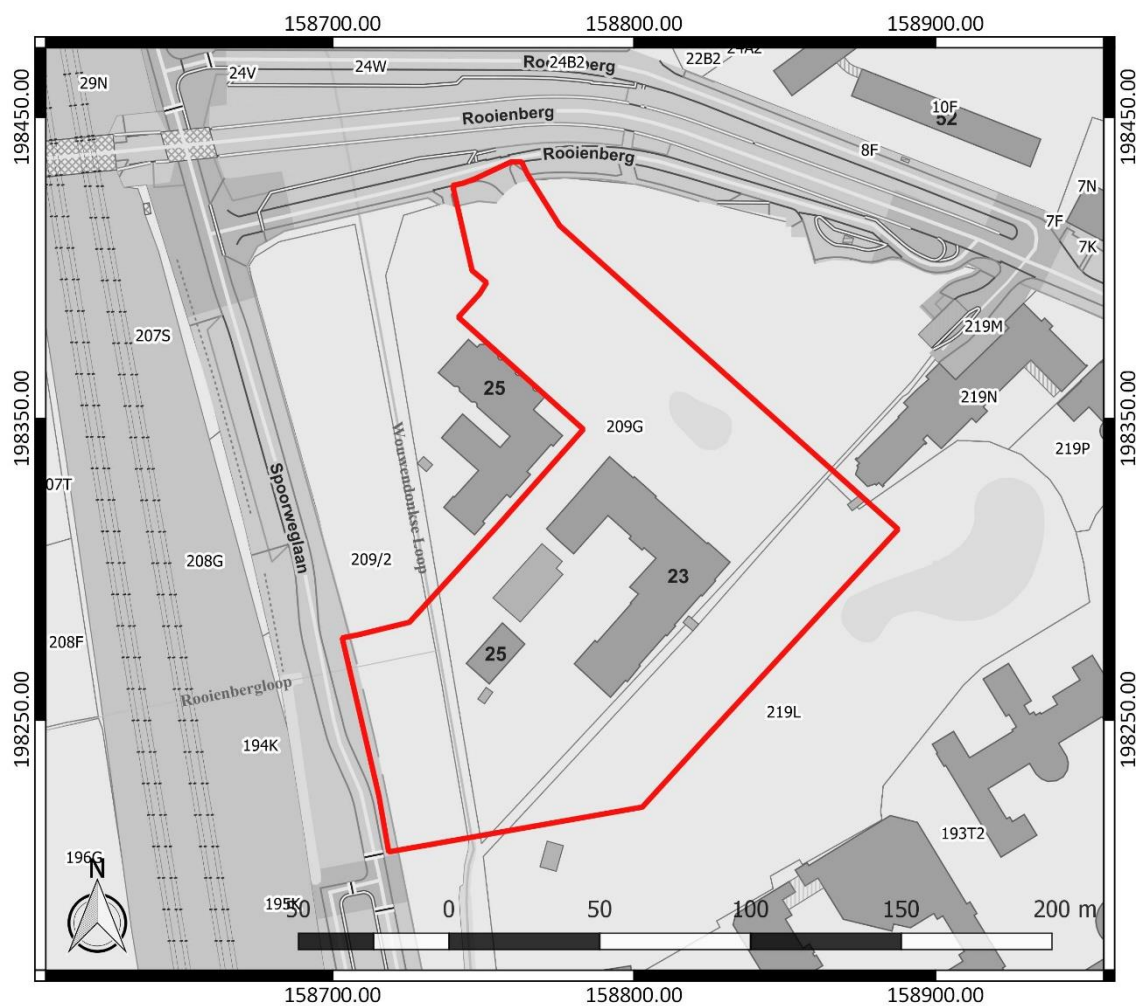 158700.00 158800.00 158900.00
24A2
22B2
24B2
Rooienberg
24W
24V
29N
10F
52
Rooienberg
198450.00
198450.00
8F
Rooienberg
7N
7F
7K
207S
219M
25
219N
198350.00
198350.00
209G
219P
Wouwendonkse Loop
07T
Spoorweglaan
208G
209/2
23
208F
25
Rooienbergloop
219L
198250.00
198250.00
194K
193T2
196G
N
195K
50 0 50 100 150 200 m
158700.00 158800.00 158900.00